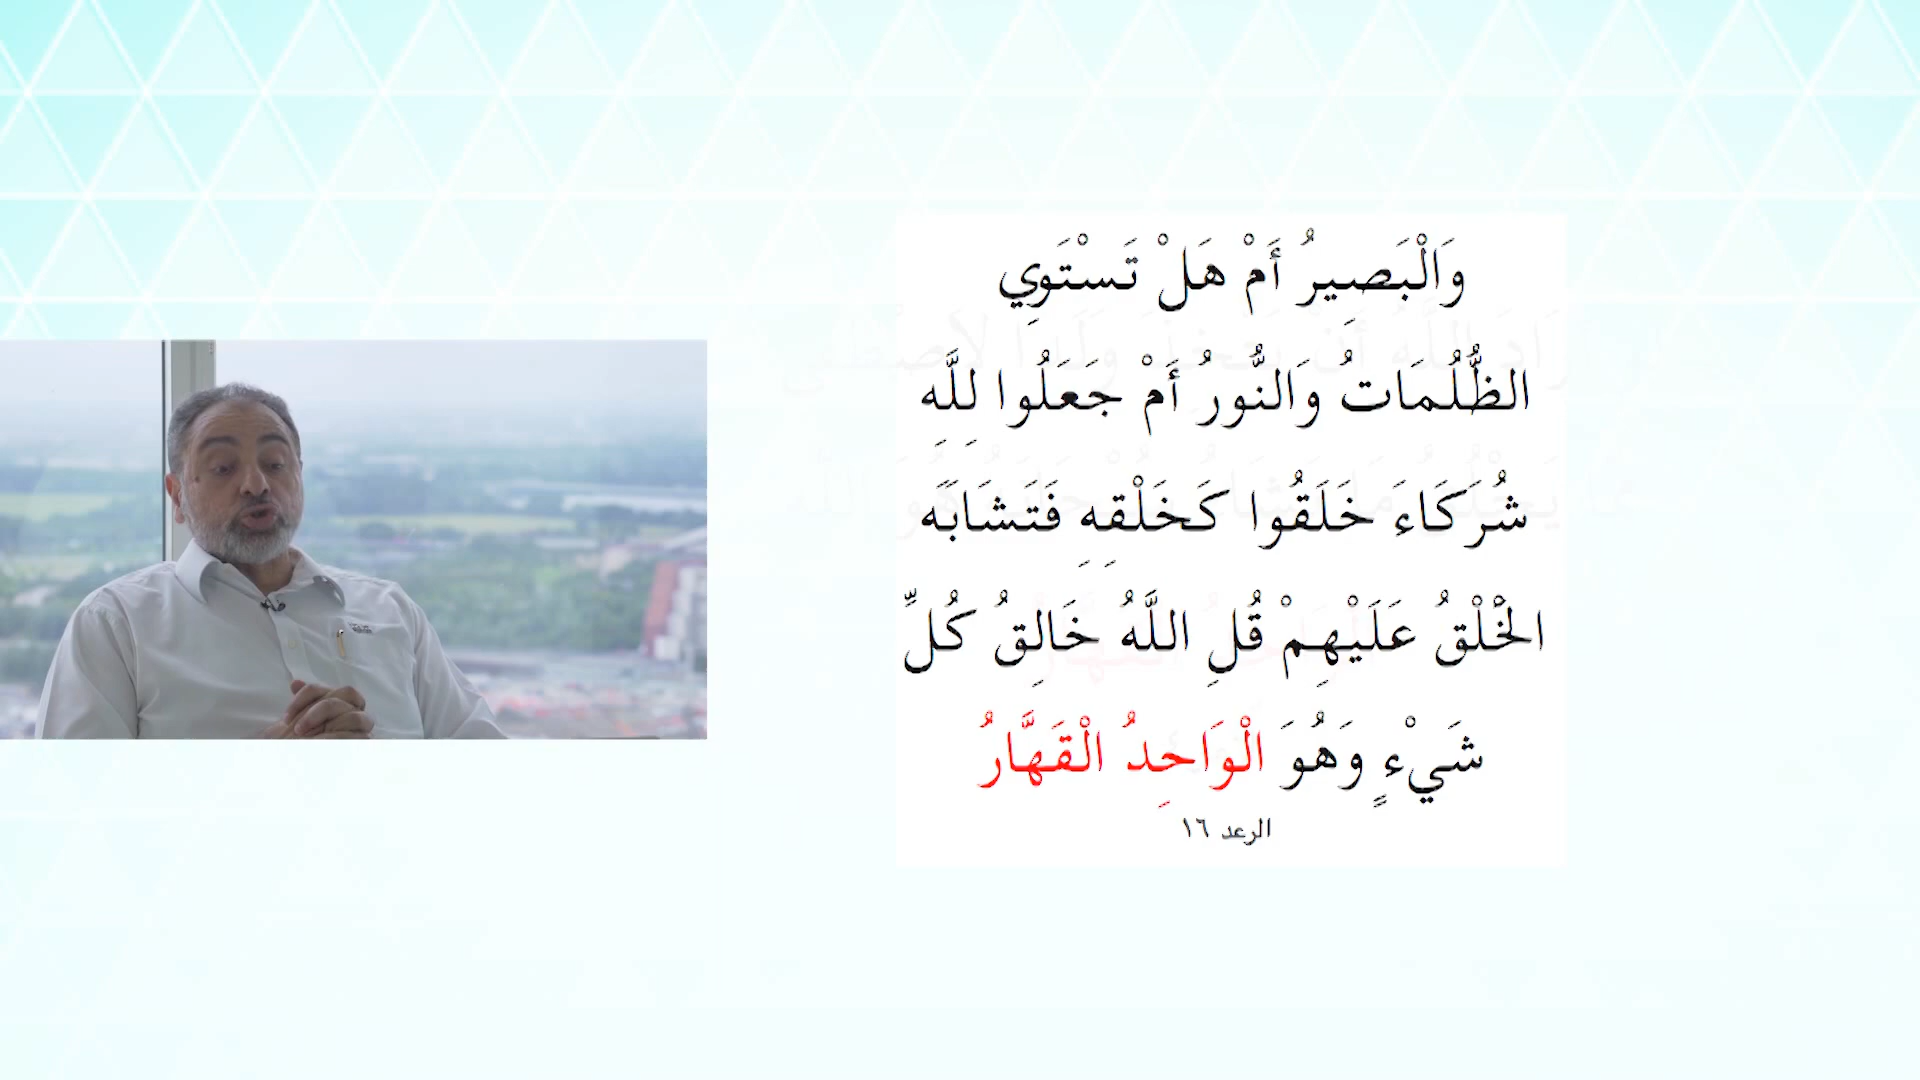 وَالْبَصِيرُ أَمْ هَلْ تَسْتَوِي
الظُّلُمَاتُ وَالنُّورُ أَمْ جَعَلُوا لِلَّهِ
شُرَكَاءَ خَلَقُوا كَخَلْقِهِ فَتَشَابَهَ
الْخَلْقُ عَلَيْهِمْ قُلِ اللَّهُ خَالِقُ كُلِّ
شَيْءٍ وَهُوَ الْوَاحِدُ الْقَهَّارُ
الرعد ١٦